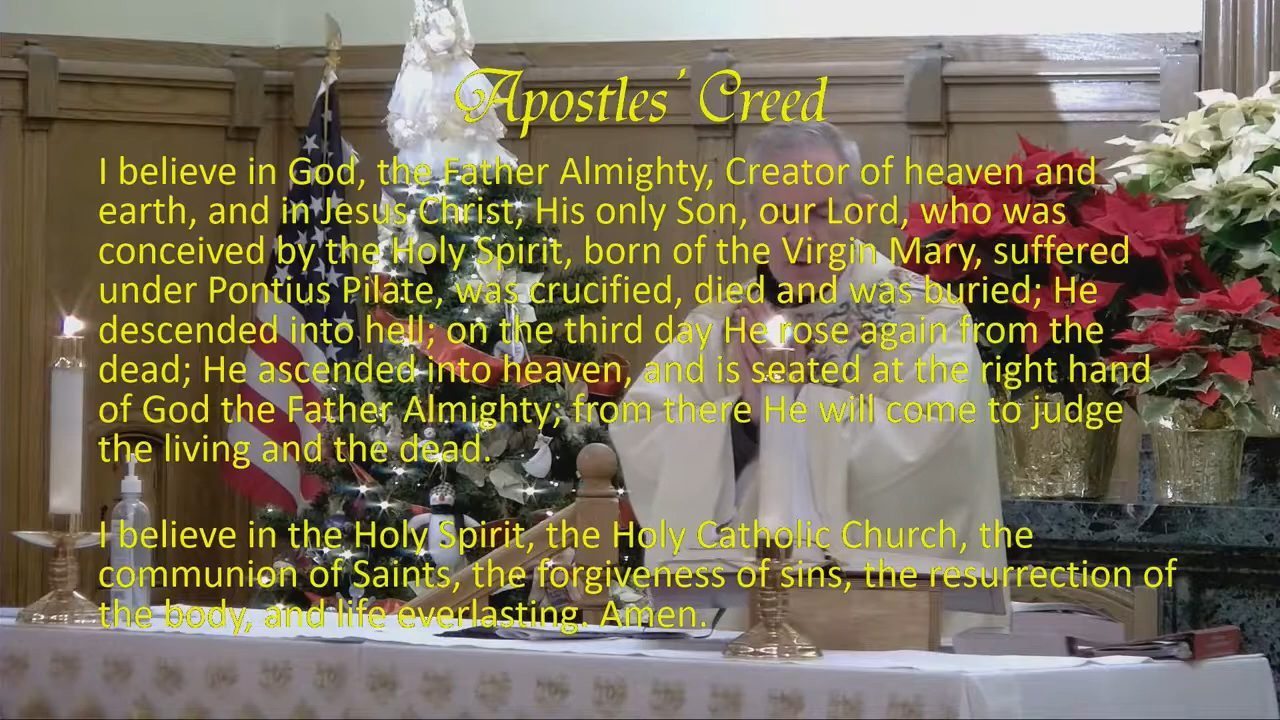 Apostles' Creed
I believe in God, the Father Almighty, Creator of heaven and
earth, and in Jesus Christ, His only Son, our Lord, who was
conceived by the Holy Spirit, born of the Virgin Mary, suffered
under Pontius Pilate, was crucified, died and was buried; He
descended into hell; on the third day He rose again from the
dead; He ascended into heaven, and is seated at the right hand
of God the Father Almighty; from there He will come to judge
the living and the dead.
I believe in the Holy Spirit, the Holy Catholic Church, the
communion of Saints, the forgiveness of sins, the resurrection of
the body, and life everlasting. Amen.